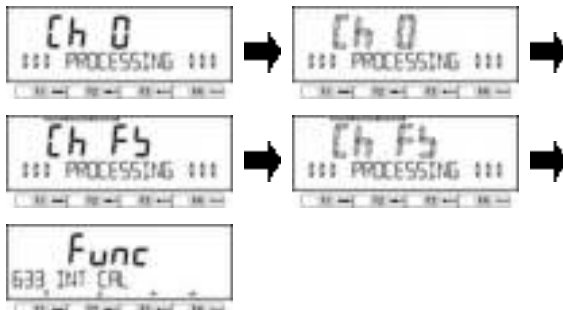 Ch 0
PROCESSING
Ch 0
PROCESSING
Ch FS
PROCESSING
Ch FS
PROCESSING
Func
633 INT CAL